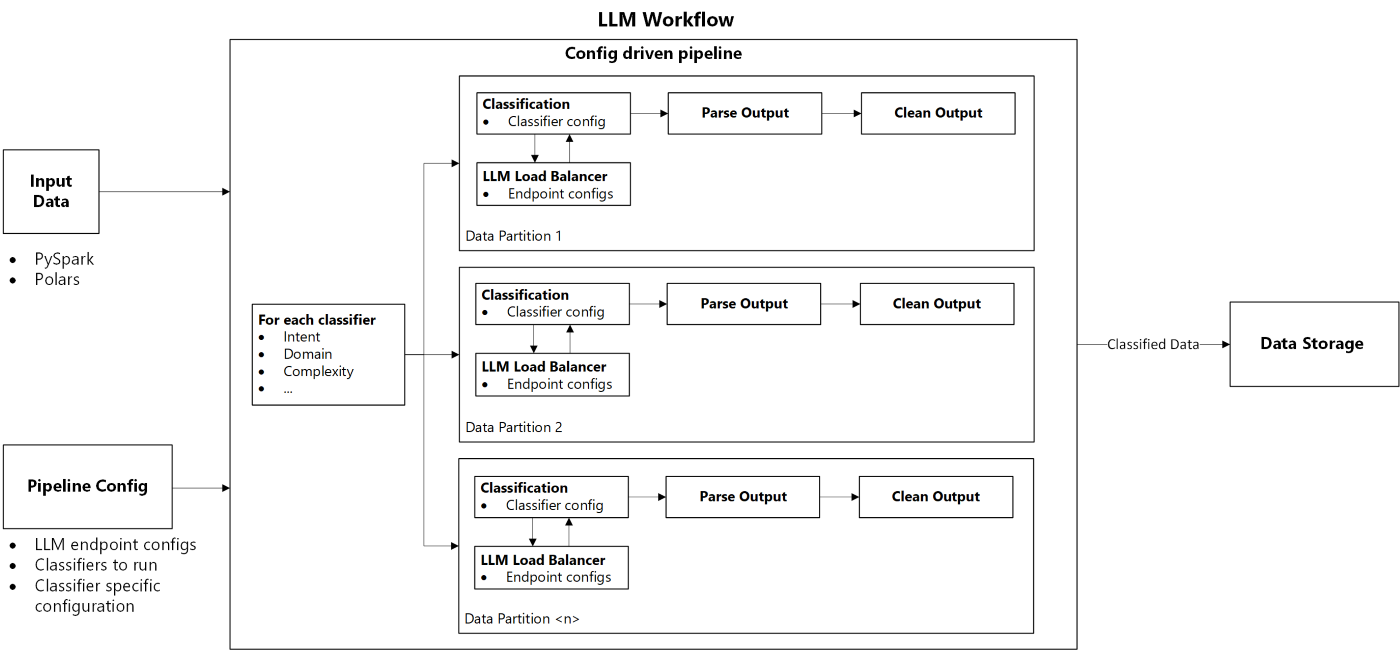 LLM Workflow
Config driven pipeline
Input
Data
• PySpark
• Polars
Pipeline Config
• LLM endpoint configs
• Classifiers to run
• Classifier specific
configuration
For each classifier
• Intent
• Domain
• Complexity
• ...
Classification
• Classifier config
Parse Output
Clean Output
LLM Load Balancer
• Endpoint configs
Data Partition 1
Classification
• Classifier config
Parse Output
Clean Output
LLM Load Balancer
• Endpoint configs
Data Partition 2
Classification
• Classifier config
Parse Output
Clean Output
LLM Load Balancer
• Endpoint configs
Data Partition <n>
Classified Data
Data Storage